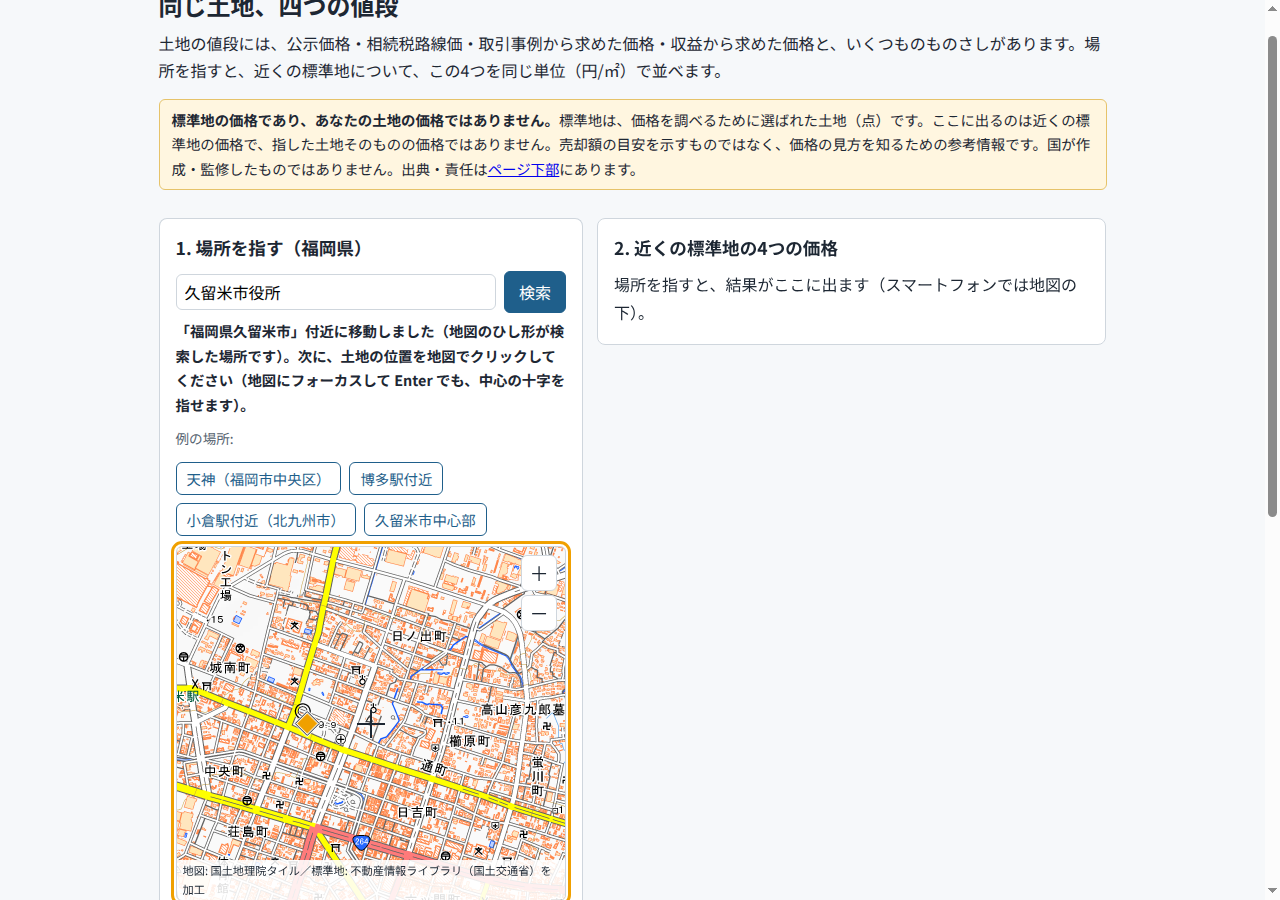 同じ土地、四つの値段
土地の値段には、公示価格・相続税路線価・取引事例から求めた価格・収益から求めた価格と、いくつものものさしがあります。場
所を指すと、近くの標準地について、この4つを同じ単位（円/㎡）で並べます。
標準地の価格であり、あなたの土地の価格ではありません。標準地は、価格を調べるために選ばれた土地（点）です。ここに出るのは近くの標
準地の価格で、指した土地そのものの価格ではありません。売却額の目安を示すものではなく、価格の見方を知るための参考情報です。国が作
成・監修したものではありません。出典・責任はページ下部にあります。
1. 場所を指す（福岡県）
久留米市役所
検索
「福岡県久留米市」付近に移動しました（地図のひし形が検
索した場所です）。次に、土地の位置を地図でクリックして
ください（地図にフォーカスして Enter でも、中心の十字を
指せます）。
例の場所:
天神（福岡市中央区）
博多駅付近
小倉駅付近（北九州市）
久留米市中心部
トン工場
+
−
15
日ノ出町
城南町
米駅
高山彦九郎墓
9.9
11
櫛原町
通町
蛍川町
中央町
日吉町
荘島町
264
地図: 国土地理院タイル／標準地: 不動産情報ライブラリ（国土交通省）を
加工
2. 近くの標準地の4つの価格
場所を指すと、結果がここに出ます（スマートフォンでは地図の
下）。